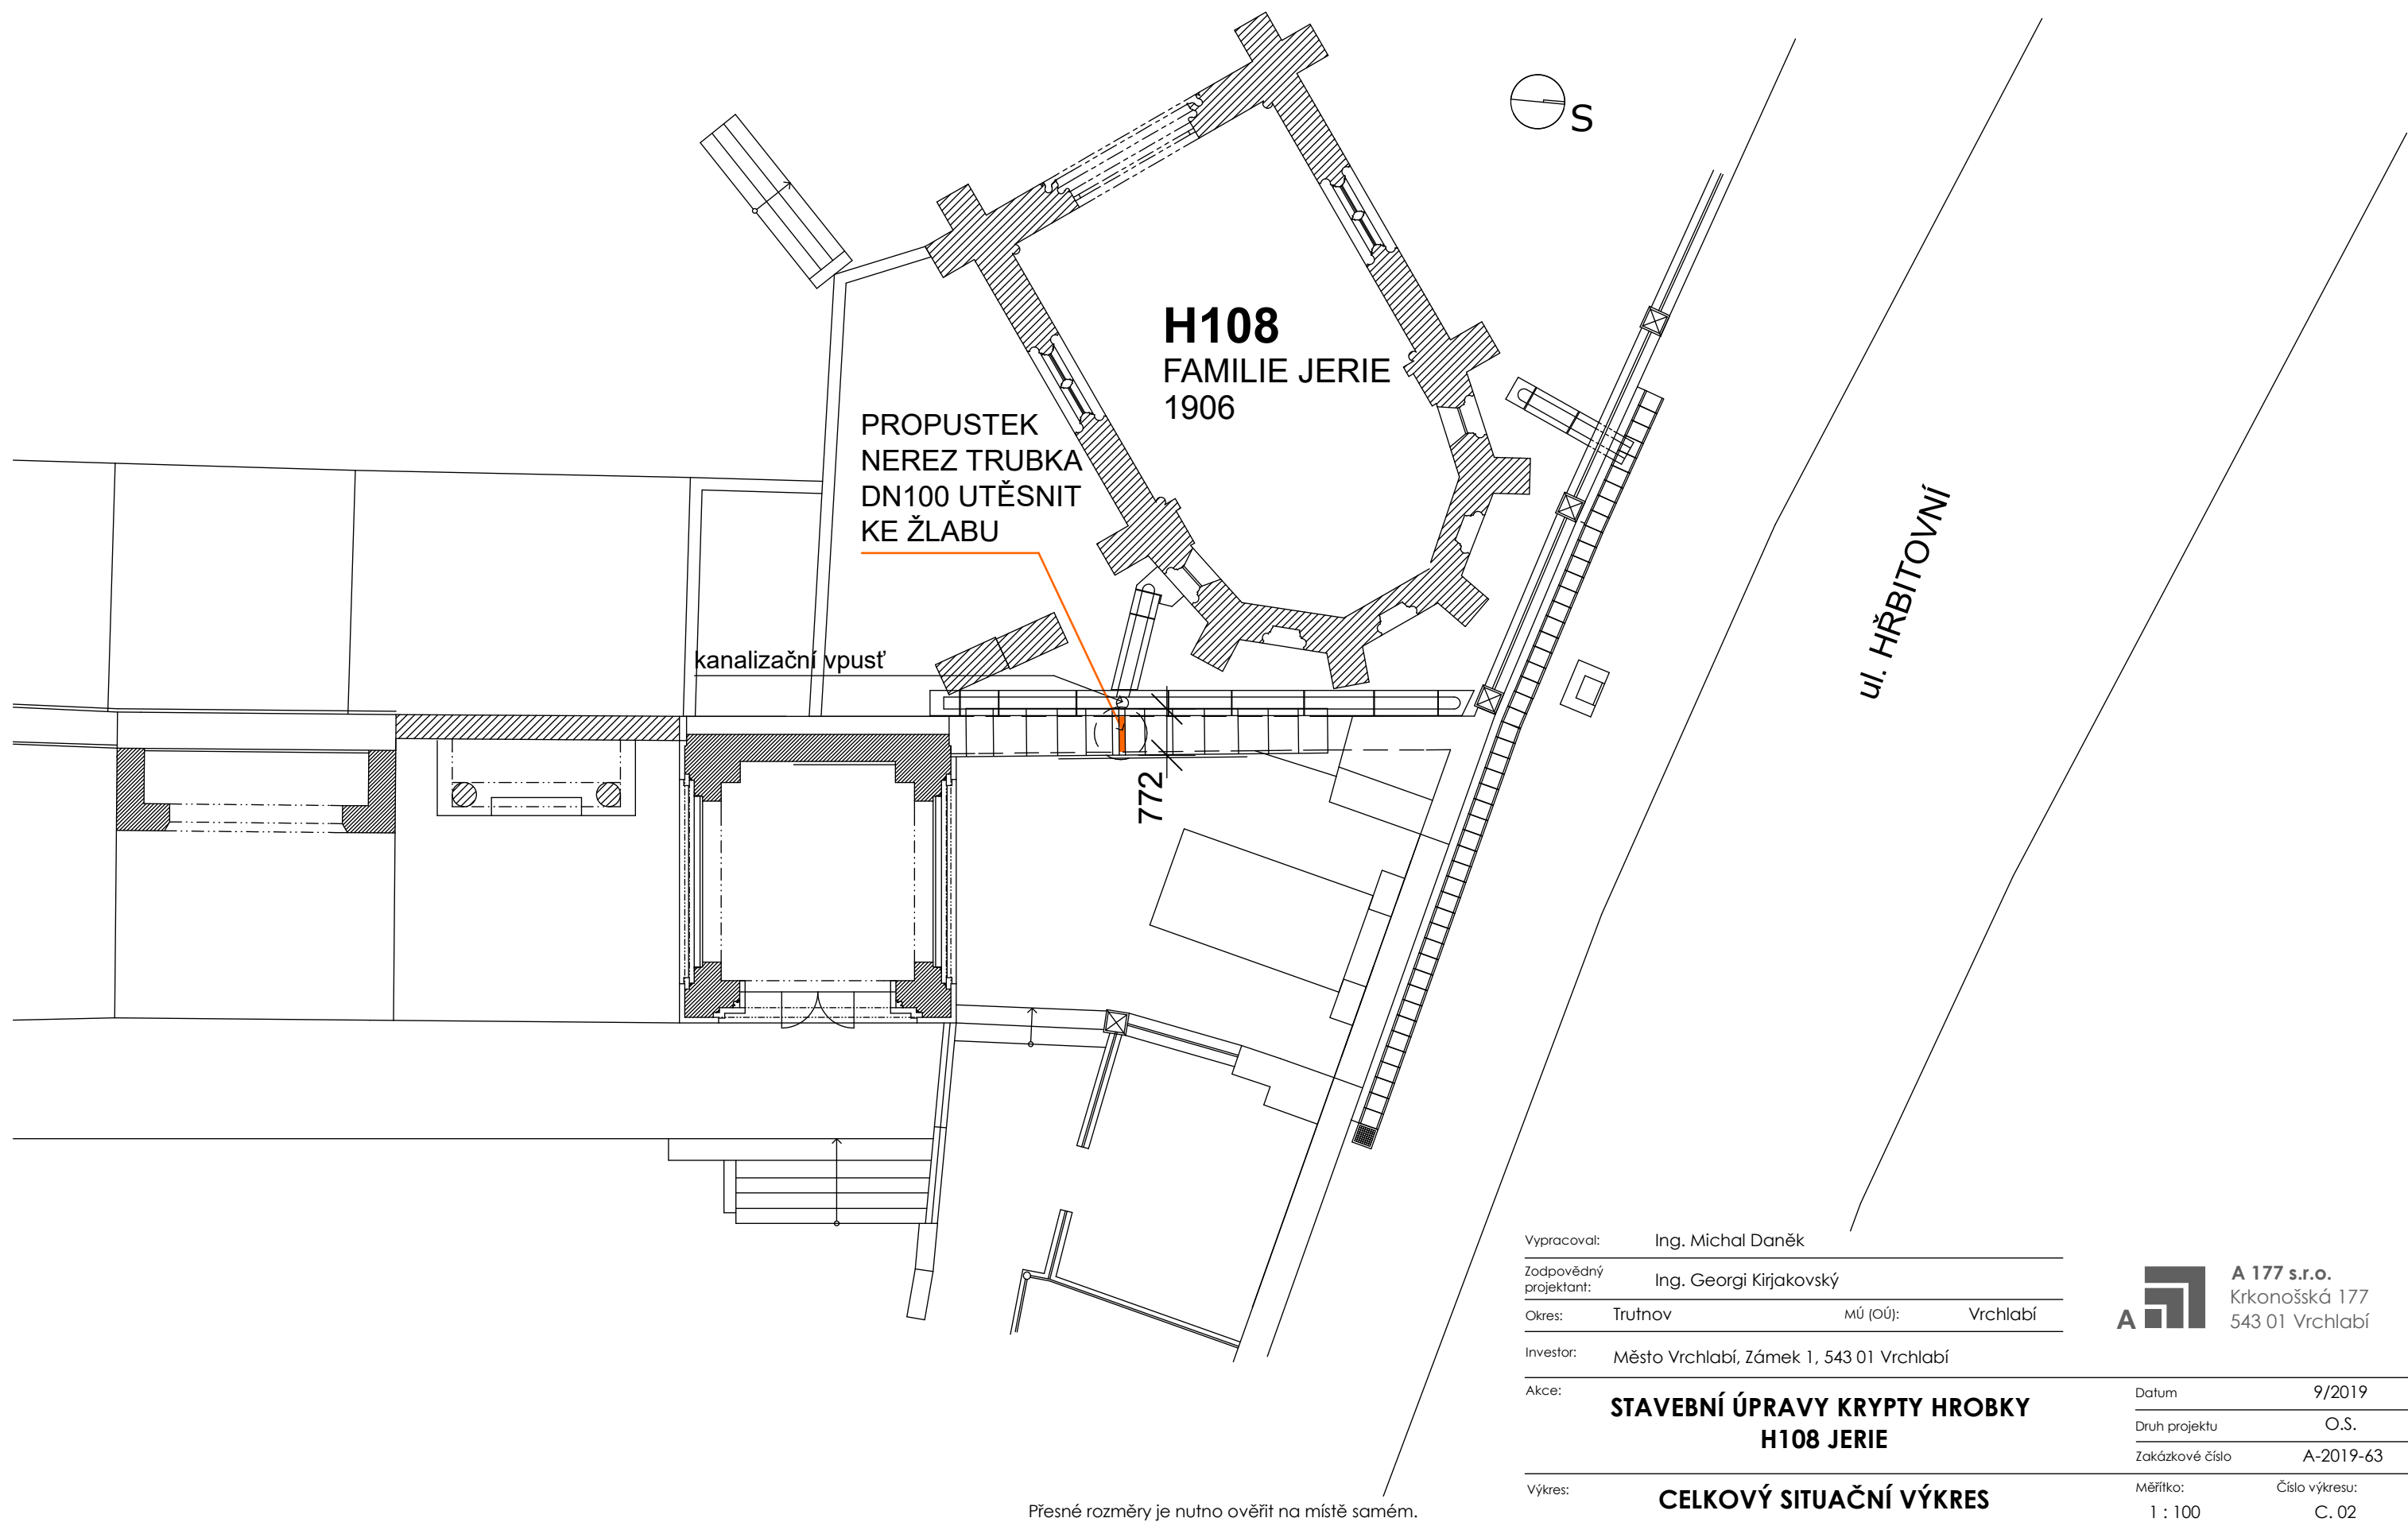 S
H108
FAMILIE JERIE
1906
PROPUSTEK
NEREZ TRUBKA
DN100 UTĚSNIT
KE ŽLABU
kanalizační vpusť
772
ul. HŘBITOVNÍ
Vypracoval: Ing. Michal Daněk
Zodpovědný
projektant: Ing. Georgi Kirjakovský
Okres: Trutnov MÚ (OÚ): Vrchlabí
Investor: Město Vrchlabí, Zámek 1, 543 01 Vrchlabí
A
A 177 s.r.o.
Krkonošská 177
543 01 Vrchlabí
Akce: STAVEBNÍ ÚPRAVY KRYPTY HROBKY
H108 JERIE
Datum 9/2019
Druh projektu O.S.
Zakázkové číslo A-2019-63
Výkres: CELKOVÝ SITUAČNÍ VÝKRES
Měřítko: Číslo výkresu:
1 : 100 C. 02
Přesné rozměry je nutno ověřit na místě samém.